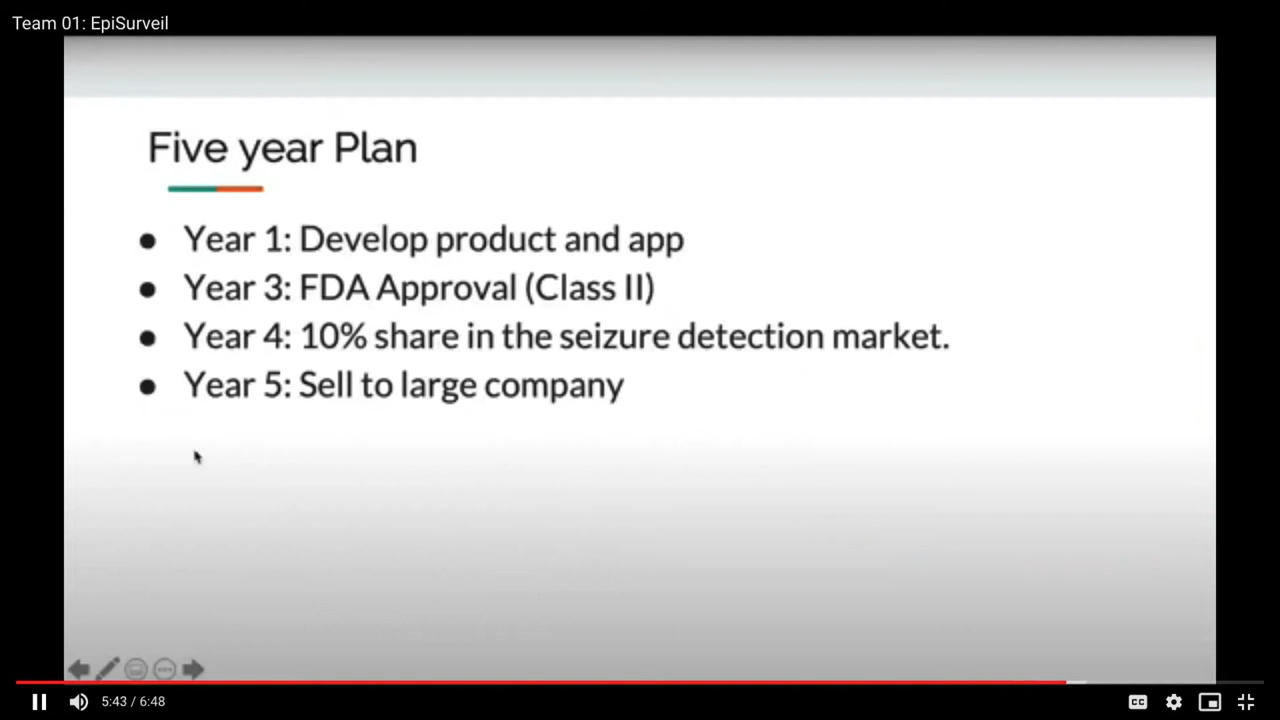 Team 01: EpiSurveil
Five year Plan
● Year 1: Develop product and app
● Year 3: FDA Approval (Class II)
● Year 4: 10% share in the seizure detection market.
● Year 5: Sell to large company
5:43 / 6:48
CC